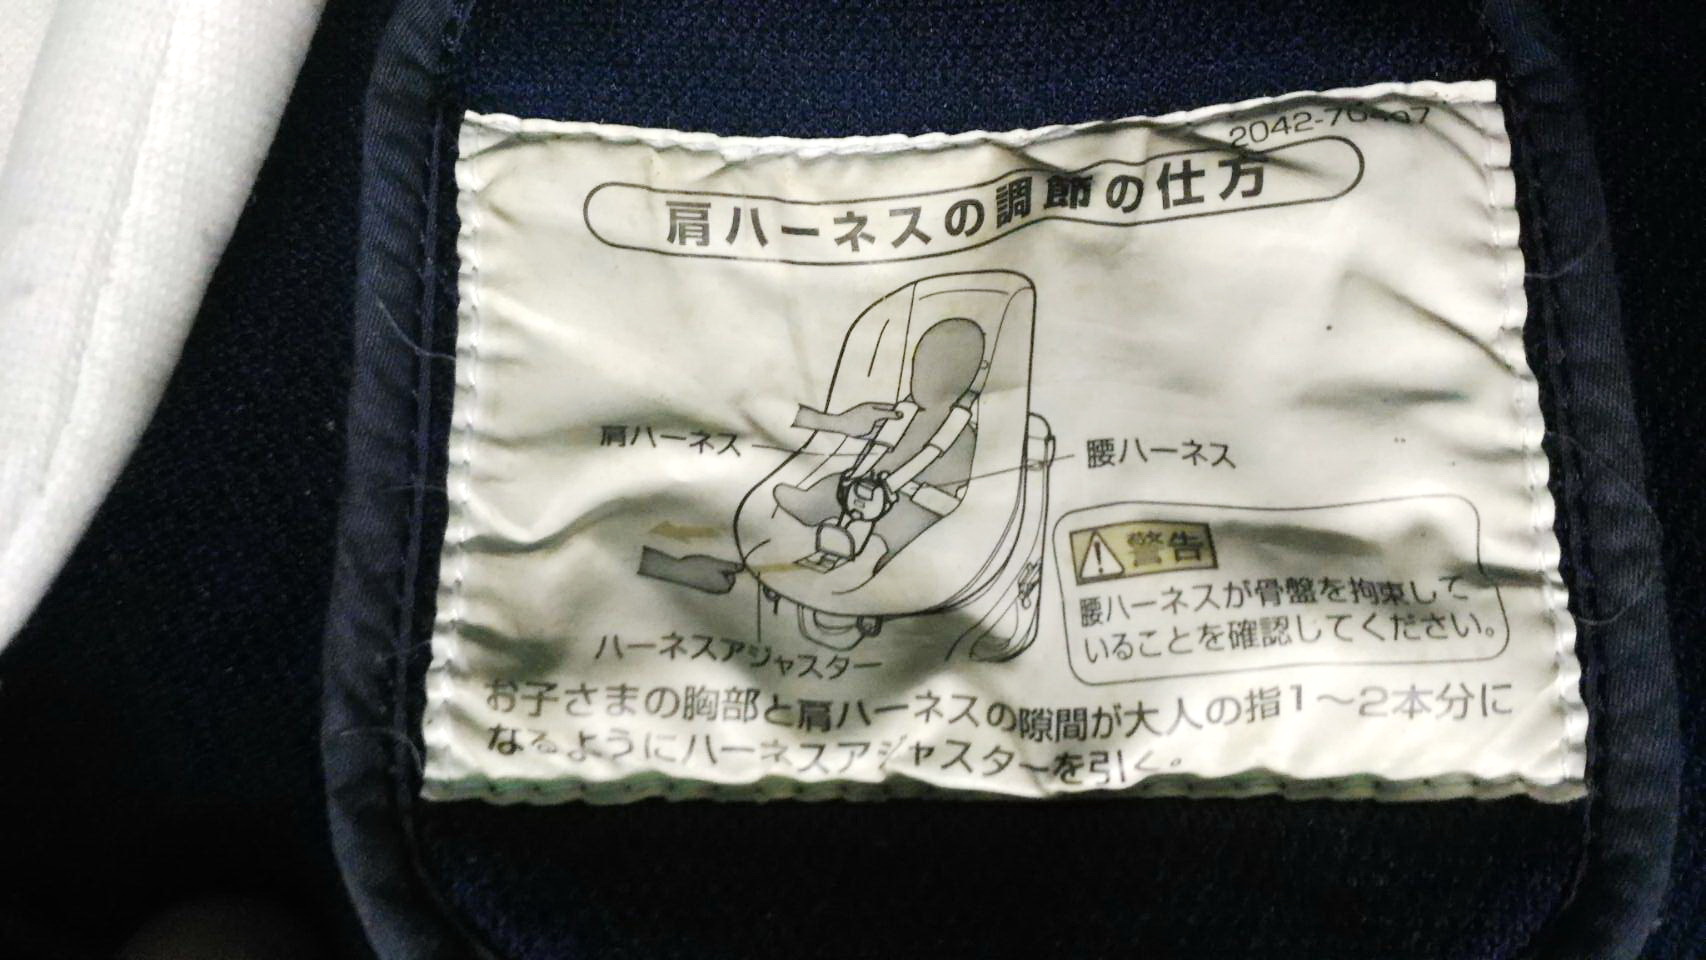 肩ハーネスの調節の仕方
肩ハーネス
腰ハーネス
警告
腰ハーネスが骨盤を拘束して
いることを確認してください。
ハーネスアジャスター
お子さまの胸部と肩ハーネスの隙間が大人の指1～2本分に
なるようにハーネスアジャスターを引く。